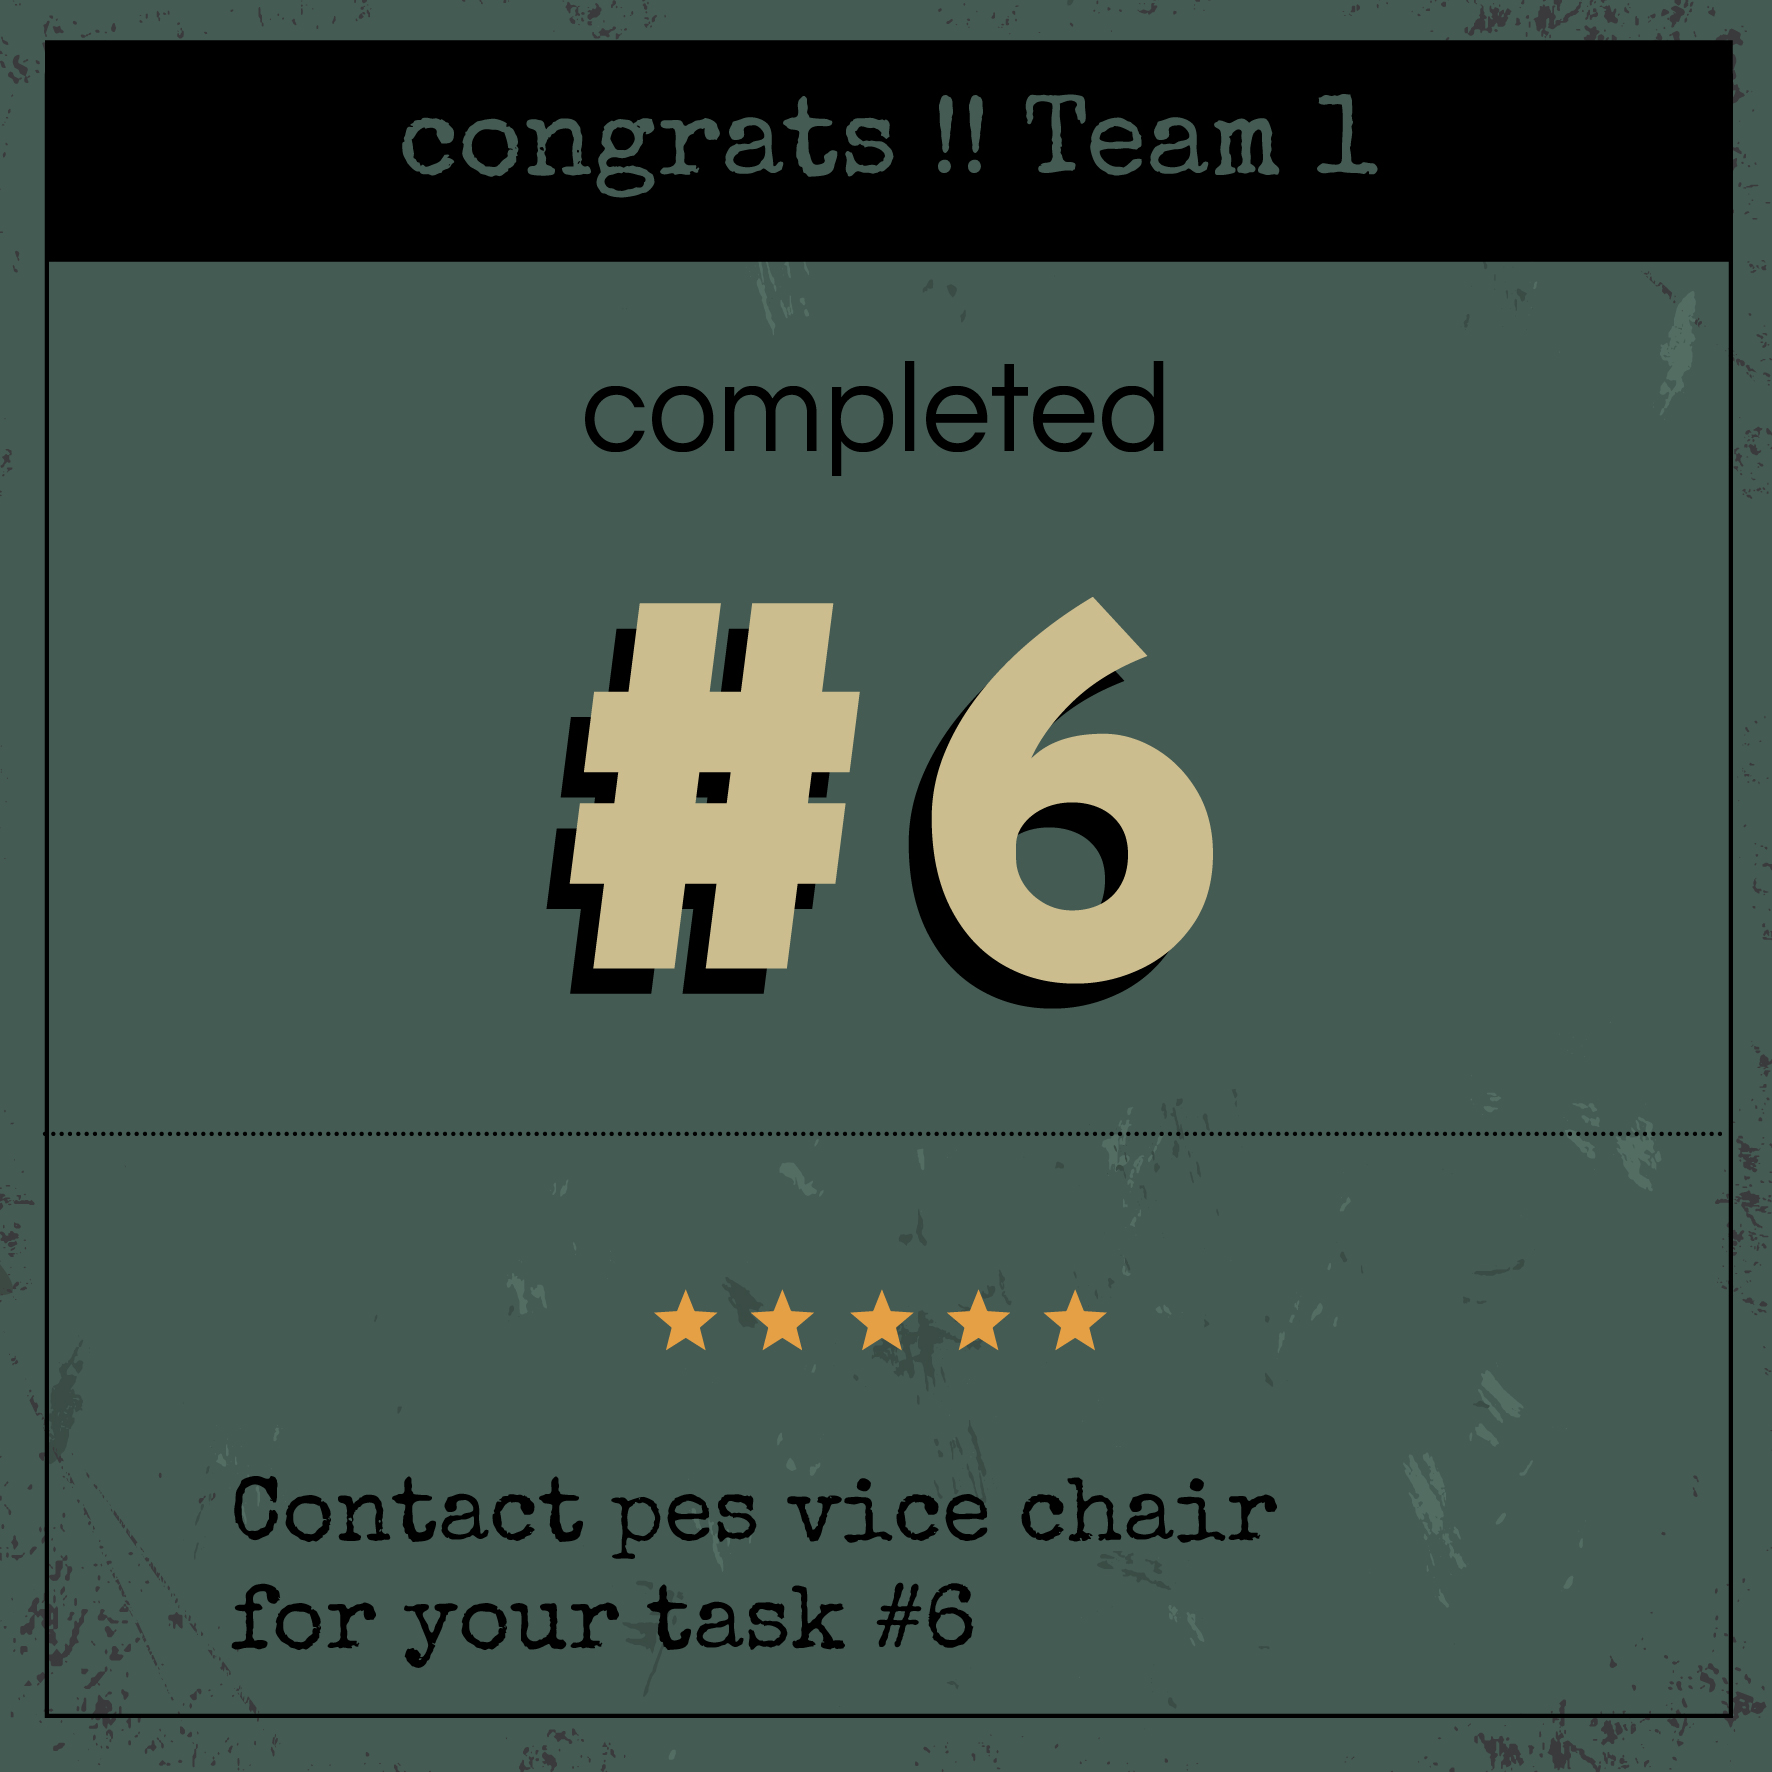 congrats !! Team 1
completed
#6
Contact pes vice chair
for your task #6